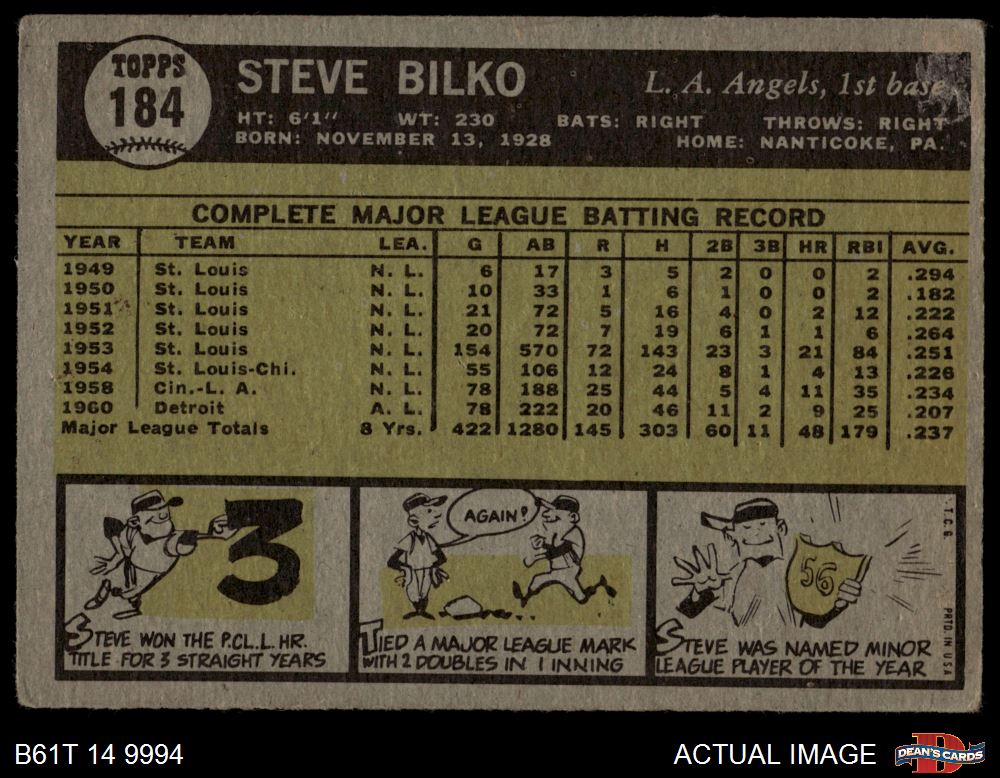 TOPPS
184
STEVE BILKO
L. A. Angels, 1st base
HT: 6'1" WT: 230 BATS: RIGHT THROWS: RIGHT
BORN: NOVEMBER 13, 1928 HOME: NANTICOKE, PA.
COMPLETE MAJOR LEAGUE BATTING RECORD
YEAR TEAM LEA. G AB R H 2B 3B HR RBI AVG.
1949 St. Louis N. L. 6 17 3 5 2 0 0 2 .294
1950 St. Louis N. L. 10 33 1 6 1 0 0 2 .182
1951 St. Louis N. L. 21 72 5 16 4 0 2 12 .222
1952 St. Louis N. L. 20 72 7 19 6 1 1 6 .264
1953 St. Louis N. L. 154 570 72 143 23 3 21 84 .251
1954 St. Louis-Chi. N. L. 55 106 12 24 8 1 4 13 .226
1958 Cin.-L. A. N. L. 78 188 25 44 5 4 11 35 .234
1960 Detroit A. L. 78 222 20 46 11 2 9 25 .207
Major League Totals 8 Yrs. 422 1280 145 303 60 11 48 179 .237
3
STEVE WON THE P.C.L. L. HR.
TITLE FOR 3 STRAIGHT YEARS
AGAIN?
TIED A MAJOR LEAGUE MARK
WITH 2 DOUBLES IN 1 INNING
56
STEVE WAS NAMED MINOR
LEAGUE PLAYER OF THE YEAR
T.C.G.
PRTD IN U S A
B61T 14 9994
ACTUAL IMAGE
DEAN'S CARDS